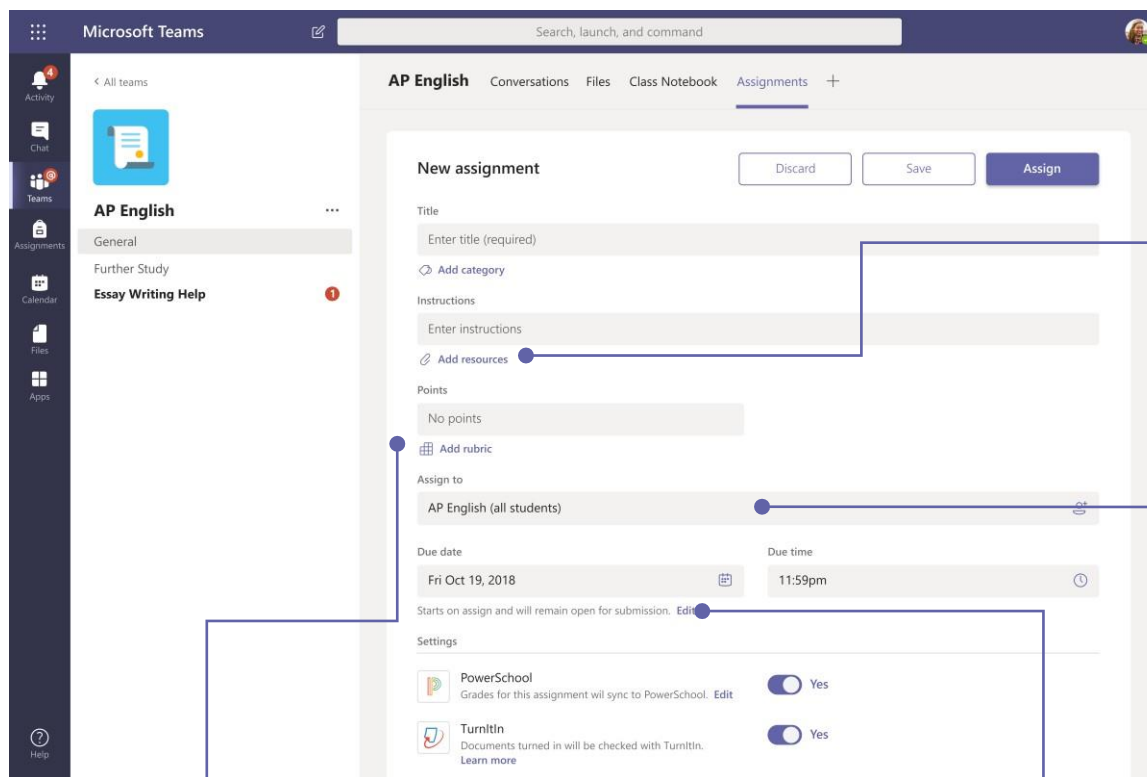 Microsoft Teams
Search, launch, and command
4
Activity
Chat
@
Teams
Assignments
Calendar
Files
Apps
Help
< All teams
AP English
...
General
Further Study
Essay Writing Help 1
AP English Conversations Files Class Notebook Assignments +
New assignment Discard Save Assign
Title
Enter title (required)
Add category
Instructions
Enter instructions
Add resources
Points
No points
Add rubric
Assign to
AP English (all students)
Due date Due time
Fri Oct 19, 2018 11:59pm
Starts on assign and will remain open for submission. Edit
Settings
PowerSchool Yes
Grades for this assignment wil sync to PowerSchool. Edit
TurnItIn Yes
Documents turned in will be checked with TurnItIn.
Learn more